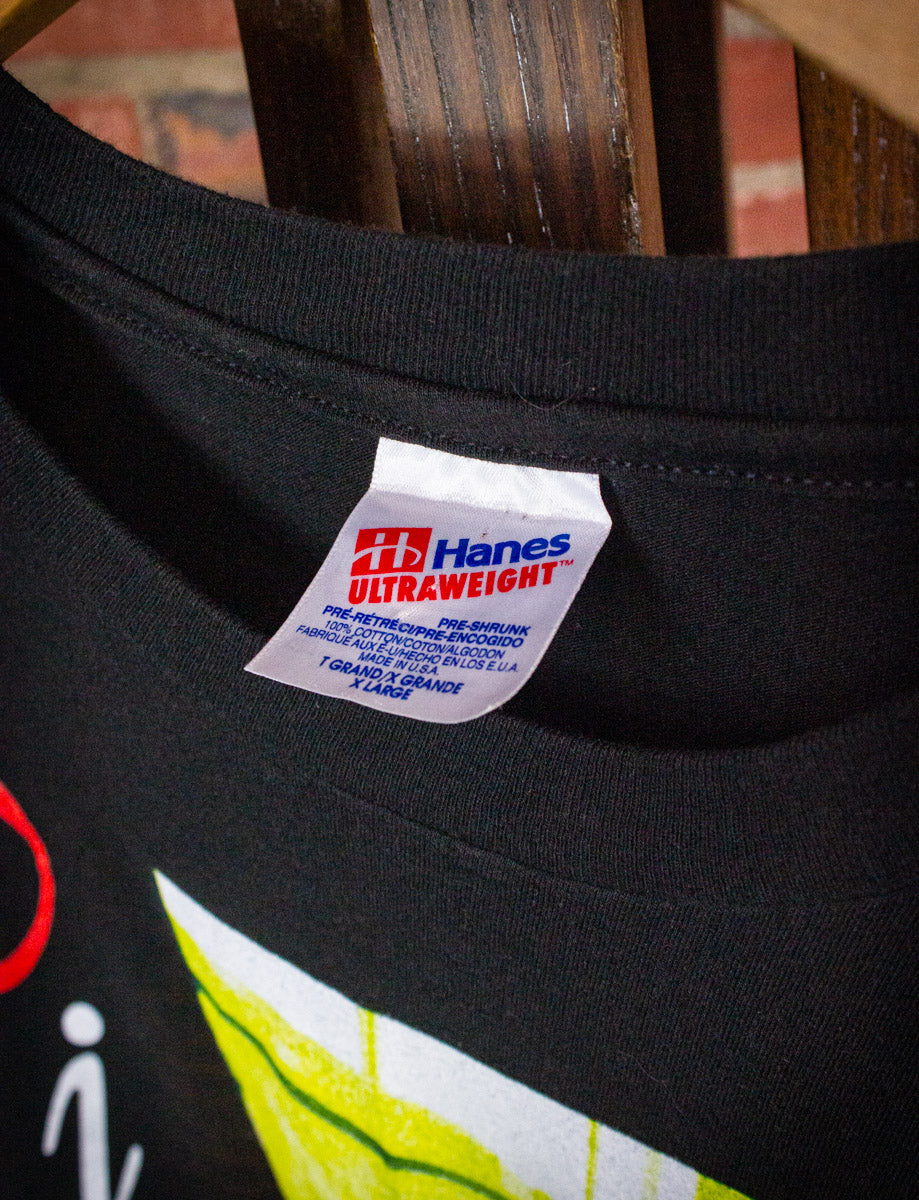 Hanes
ULTRAWEIGHT™
PRÉ-RÉTRÉCI/PRE-ENCOGIDO PRE-SHRUNK
100% COTTON/COTON/ALGODON
FABRIQUÉ AUX É-U/HECHO EN LOS E.U.A.
MADE IN U.S.A.
T GRAND/X GRANDE
X LARGE
i